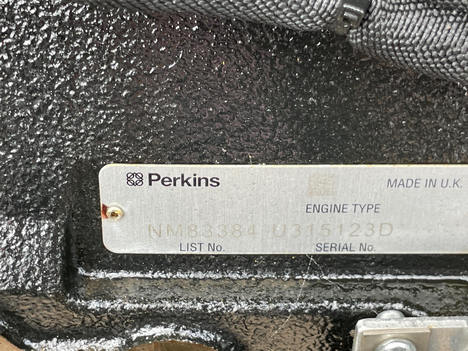 Perkins MADE IN U.K.
ENGINE TYPE
NM83384 U315123D
LIST No. SERIAL No.